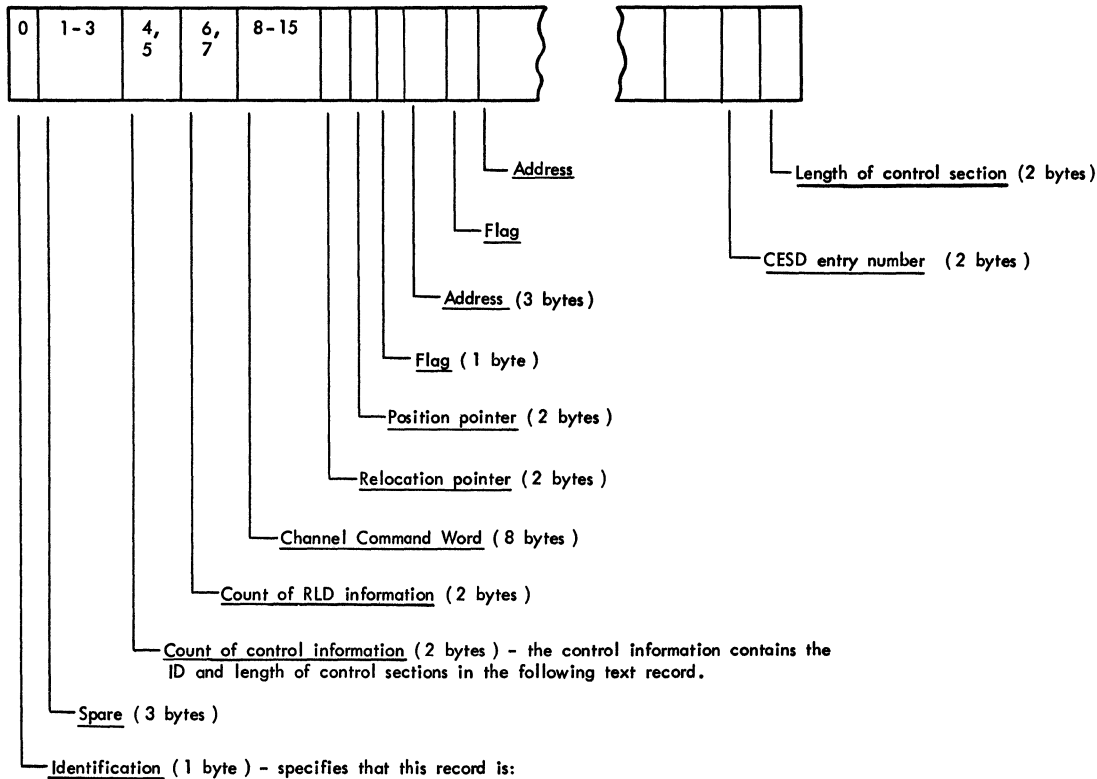 0 1-3 4, 6, 8-15
5 7
Address
Length of control section (2 bytes)
Flag
CESD entry number (2 bytes)
Address (3 bytes)
Flag (1 byte)
Position pointer (2 bytes)
Relocation pointer (2 bytes)
Channel Command Word (8 bytes)
Count of RLD information (2 bytes)
Count of control information (2 bytes) - the control information contains the
ID and length of control sections in the following text record.
Spare (3 bytes)
Identification (1 byte) - specifies that this record is: